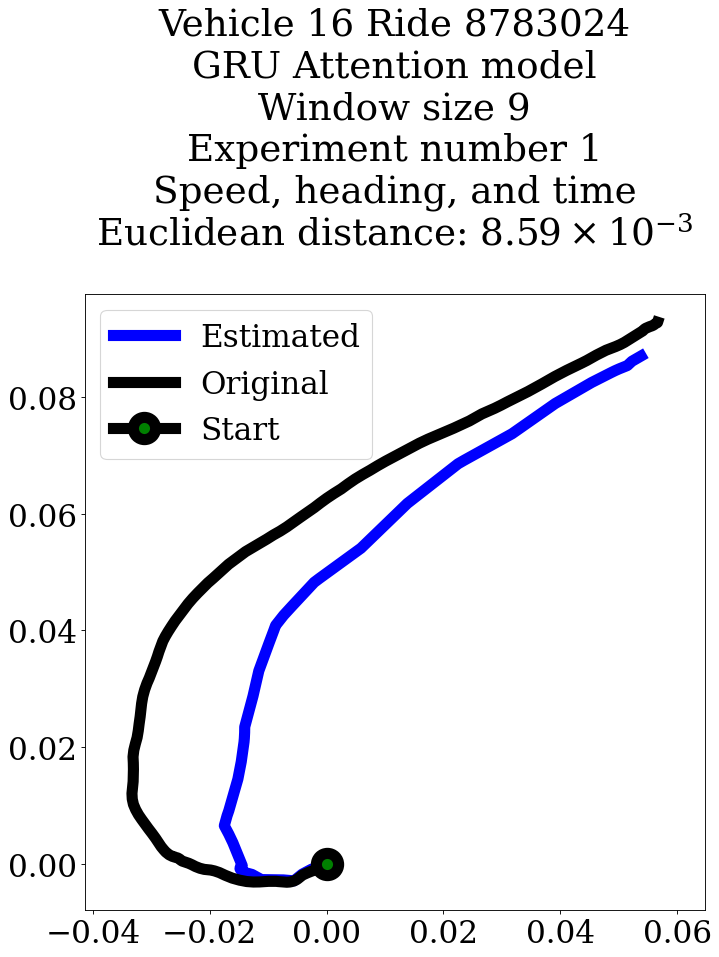 Vehicle 16 Ride 8783024
GRU Attention model
Window size 9
Experiment number 1
Speed, heading, and time
Euclidean distance: 8.59 × 10⁻³
Estimated
Original
Start
0.08
0.06
0.04
0.02
0.00
−0.04 −0.02 0.00 0.02 0.04 0.06